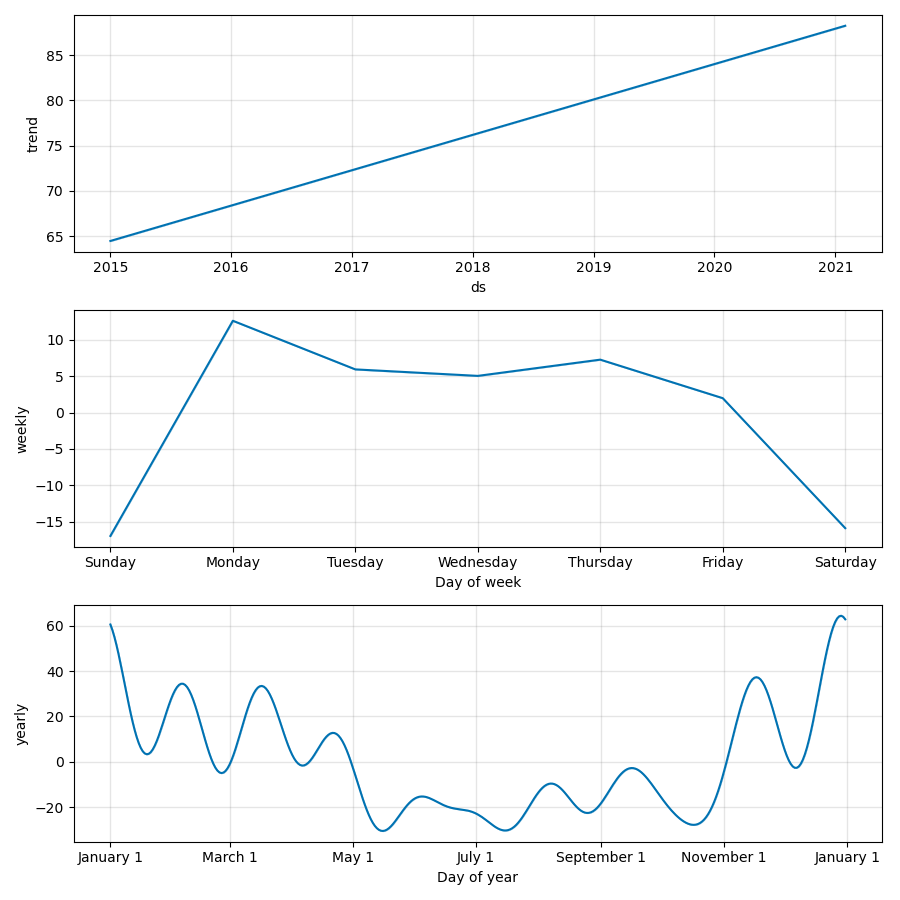 85
80
75
70
65
trend
2015 2016 2017 2018 2019 2020 2021
ds
10
5
0
−5
−10
−15
weekly
Sunday Monday Tuesday Wednesday Thursday Friday Saturday
Day of week
60
40
20
0
−20
yearly
January 1 March 1 May 1 July 1 September 1 November 1 January 1
Day of year